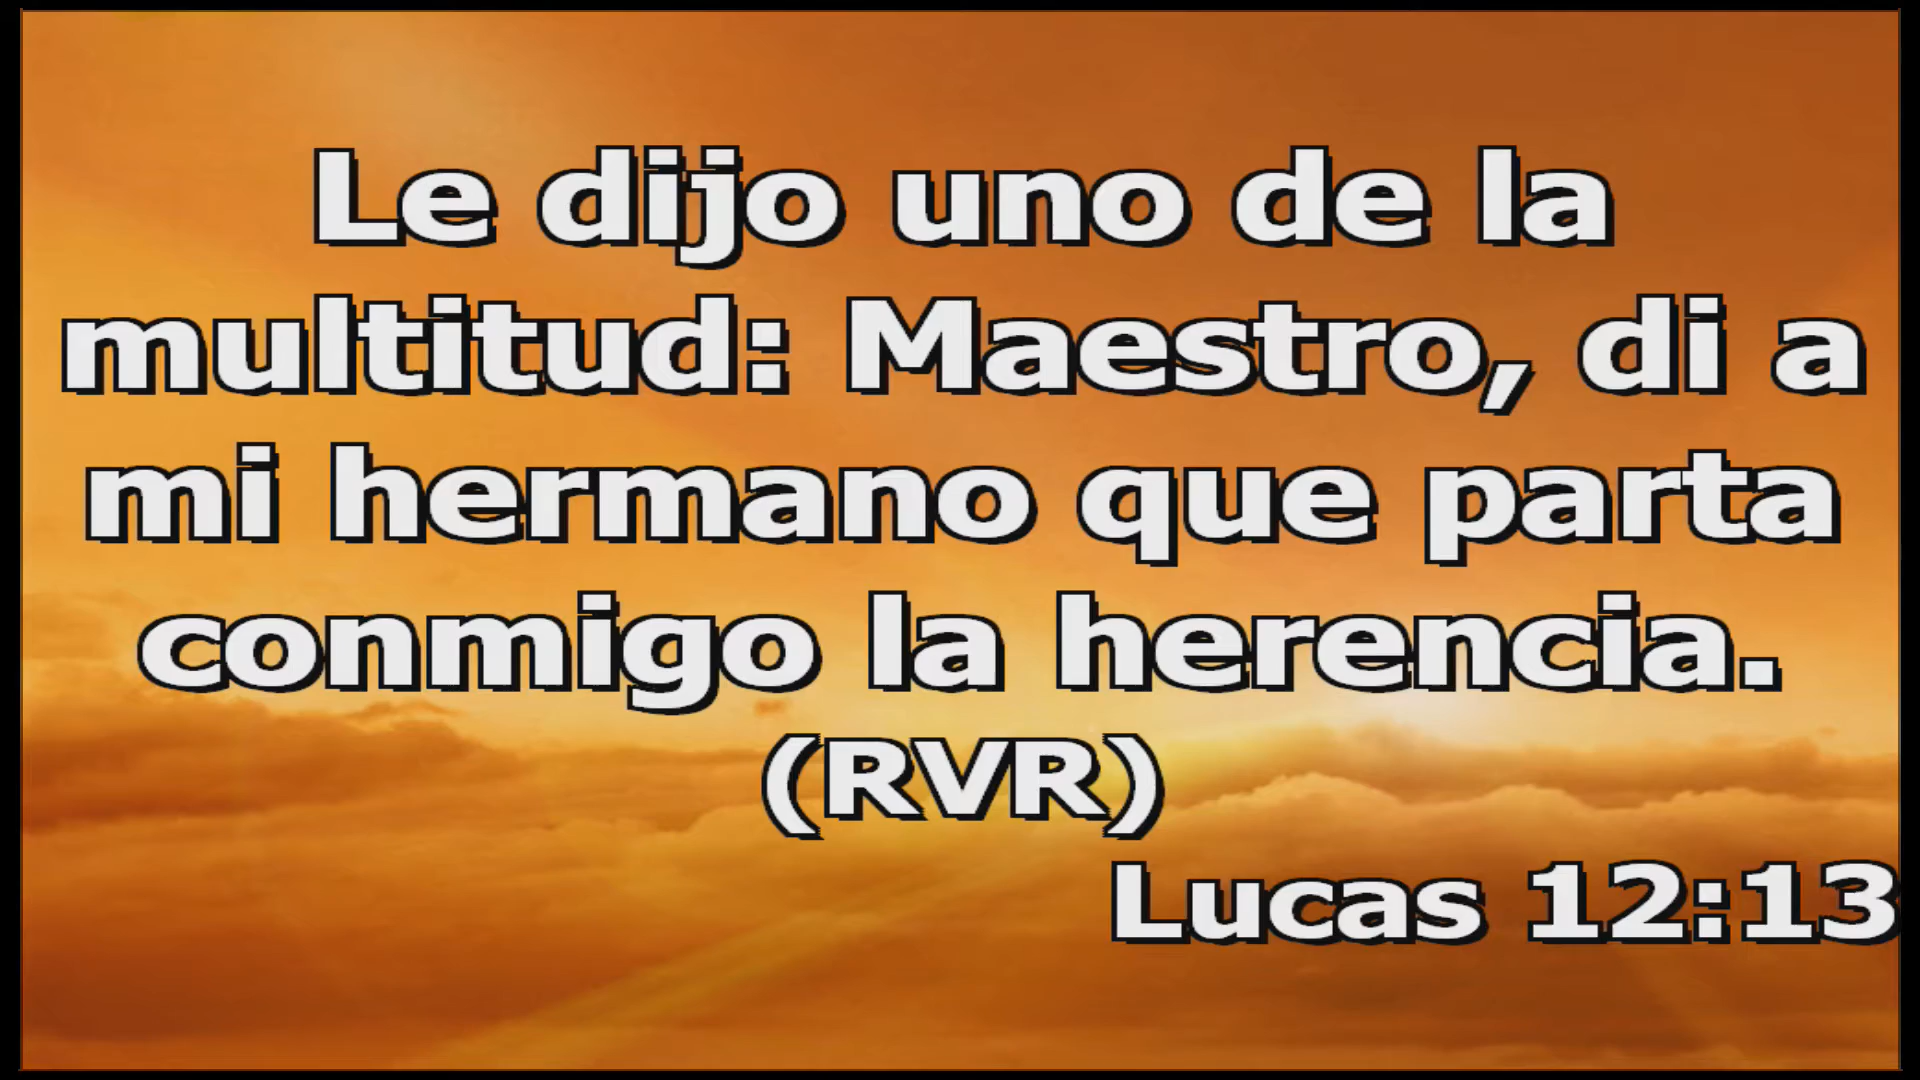 Le dijo uno de la
multitud: Maestro, di a
mi hermano que parta
conmigo la herencia.
(RVR)
Lucas 12:13